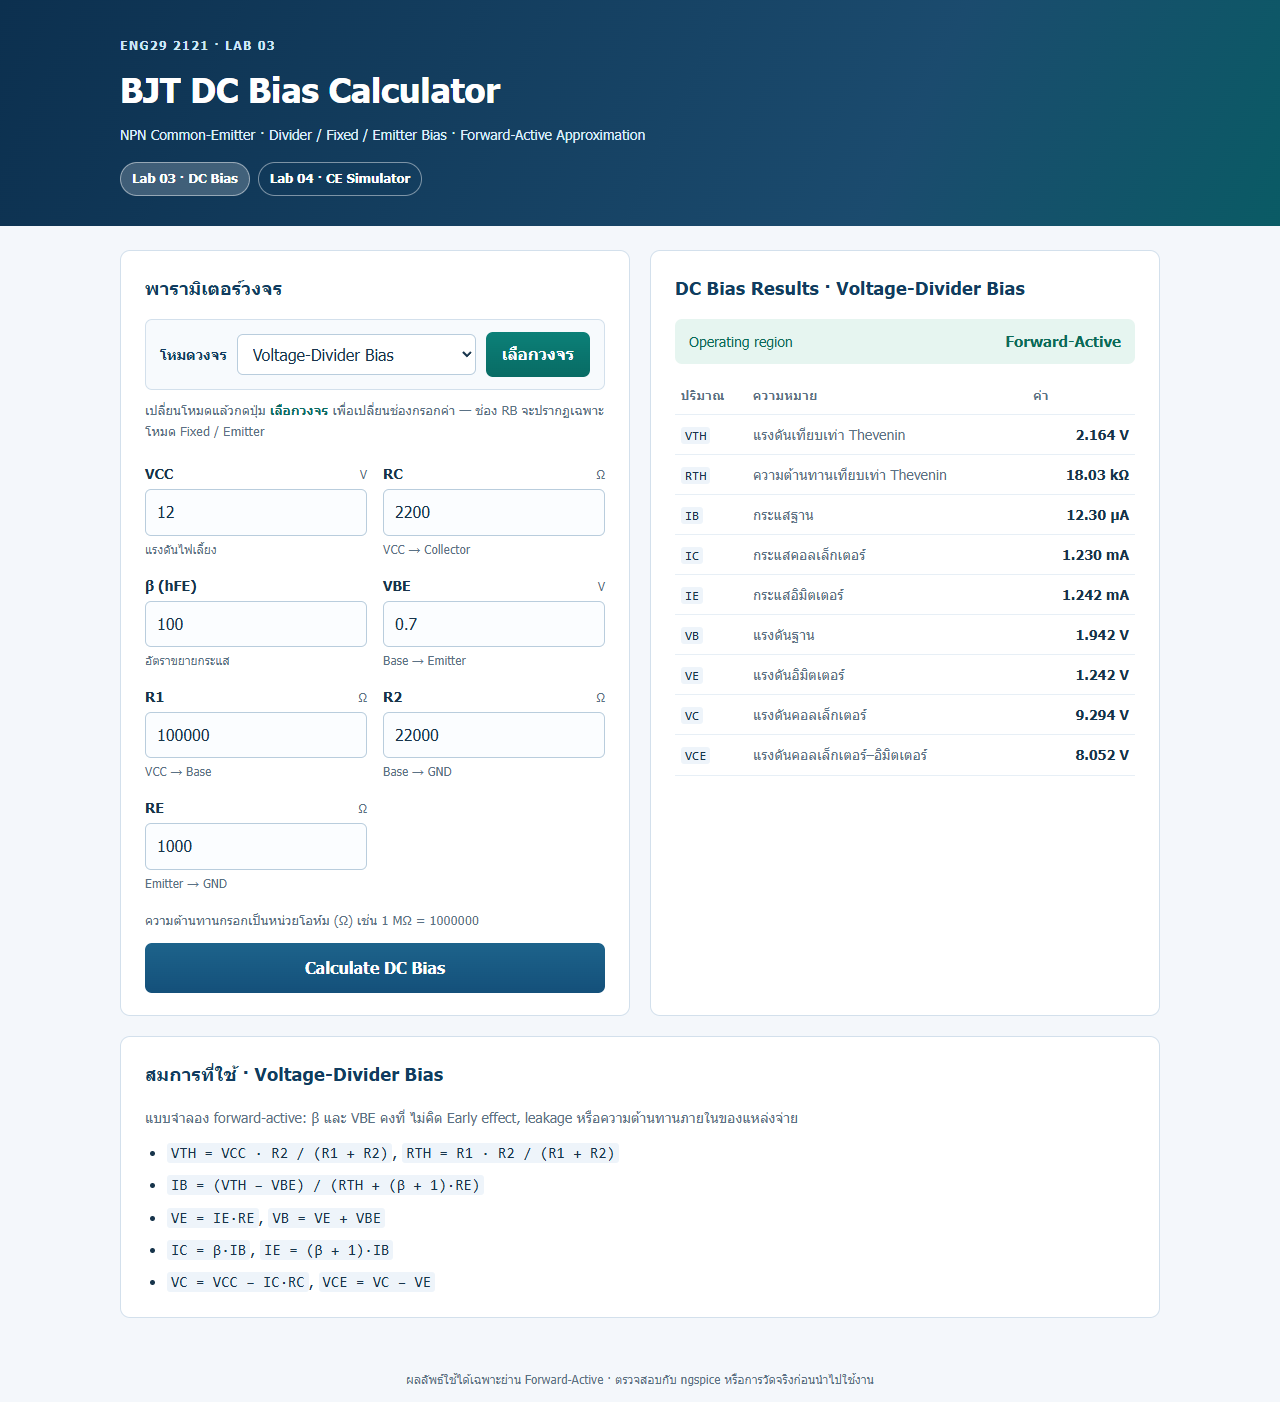 ENG29 2121 · LAB 03
BJT DC Bias Calculator
NPN Common-Emitter · Divider / Fixed / Emitter Bias · Forward-Active Approximation
Lab 03 · DC Bias
Lab 04 · CE Simulator
พารามิเตอร์วงจร
โหมดวงจร
Voltage-Divider Bias
เลือกวงจร
เปลี่ยนโหมดแล้วกดปุ่ม เลือกวงจร เพื่อเปลี่ยนช่องกรอกค่า — ช่อง RB จะปรากฏเฉพาะ
โหมด Fixed / Emitter
VCC V
12
แรงดันไฟเลี้ยง
RC Ω
2200
VCC → Collector
β (hFE)
100
อัตราขยายกระแส
VBE V
0.7
Base → Emitter
R1 Ω
100000
VCC → Base
R2 Ω
22000
Base → GND
RE Ω
1000
Emitter → GND
ความต้านทานกรอกเป็นหน่วยโอห์ม (Ω) เช่น 1 MΩ = 1000000
Calculate DC Bias
DC Bias Results · Voltage-Divider Bias
Operating region Forward-Active
ปริมาณ ความหมาย ค่า
VTH แรงดันเทียบเท่า Thevenin 2.164 V
RTH ความต้านทานเทียบเท่า Thevenin 18.03 kΩ
IB กระแสฐาน 12.30 µA
IC กระแสคอลเล็กเตอร์ 1.230 mA
IE กระแสอิมิตเตอร์ 1.242 mA
VB แรงดันฐาน 1.942 V
VE แรงดันอิมิตเตอร์ 1.242 V
VC แรงดันคอลเล็กเตอร์ 9.294 V
VCE แรงดันคอลเล็กเตอร์–อิมิตเตอร์ 8.052 V
สมการที่ใช้ · Voltage-Divider Bias
แบบจำลอง forward-active: β และ VBE คงที่ ไม่คิด Early effect, leakage หรือความต้านทานภายในของแหล่งจ่าย
• VTH = VCC · R2 / (R1 + R2), RTH = R1 · R2 / (R1 + R2)
• IB = (VTH − VBE) / (RTH + (β + 1)·RE)
• VE = IE·RE, VB = VE + VBE
• IC = β·IB, IE = (β + 1)·IB
• VC = VCC − IC·RC, VCE = VC − VE
ผลลัพธ์ใช้ได้เฉพาะย่าน Forward-Active · ตรวจสอบกับ ngspice หรือการวัดจริงก่อนนำไปใช้งาน